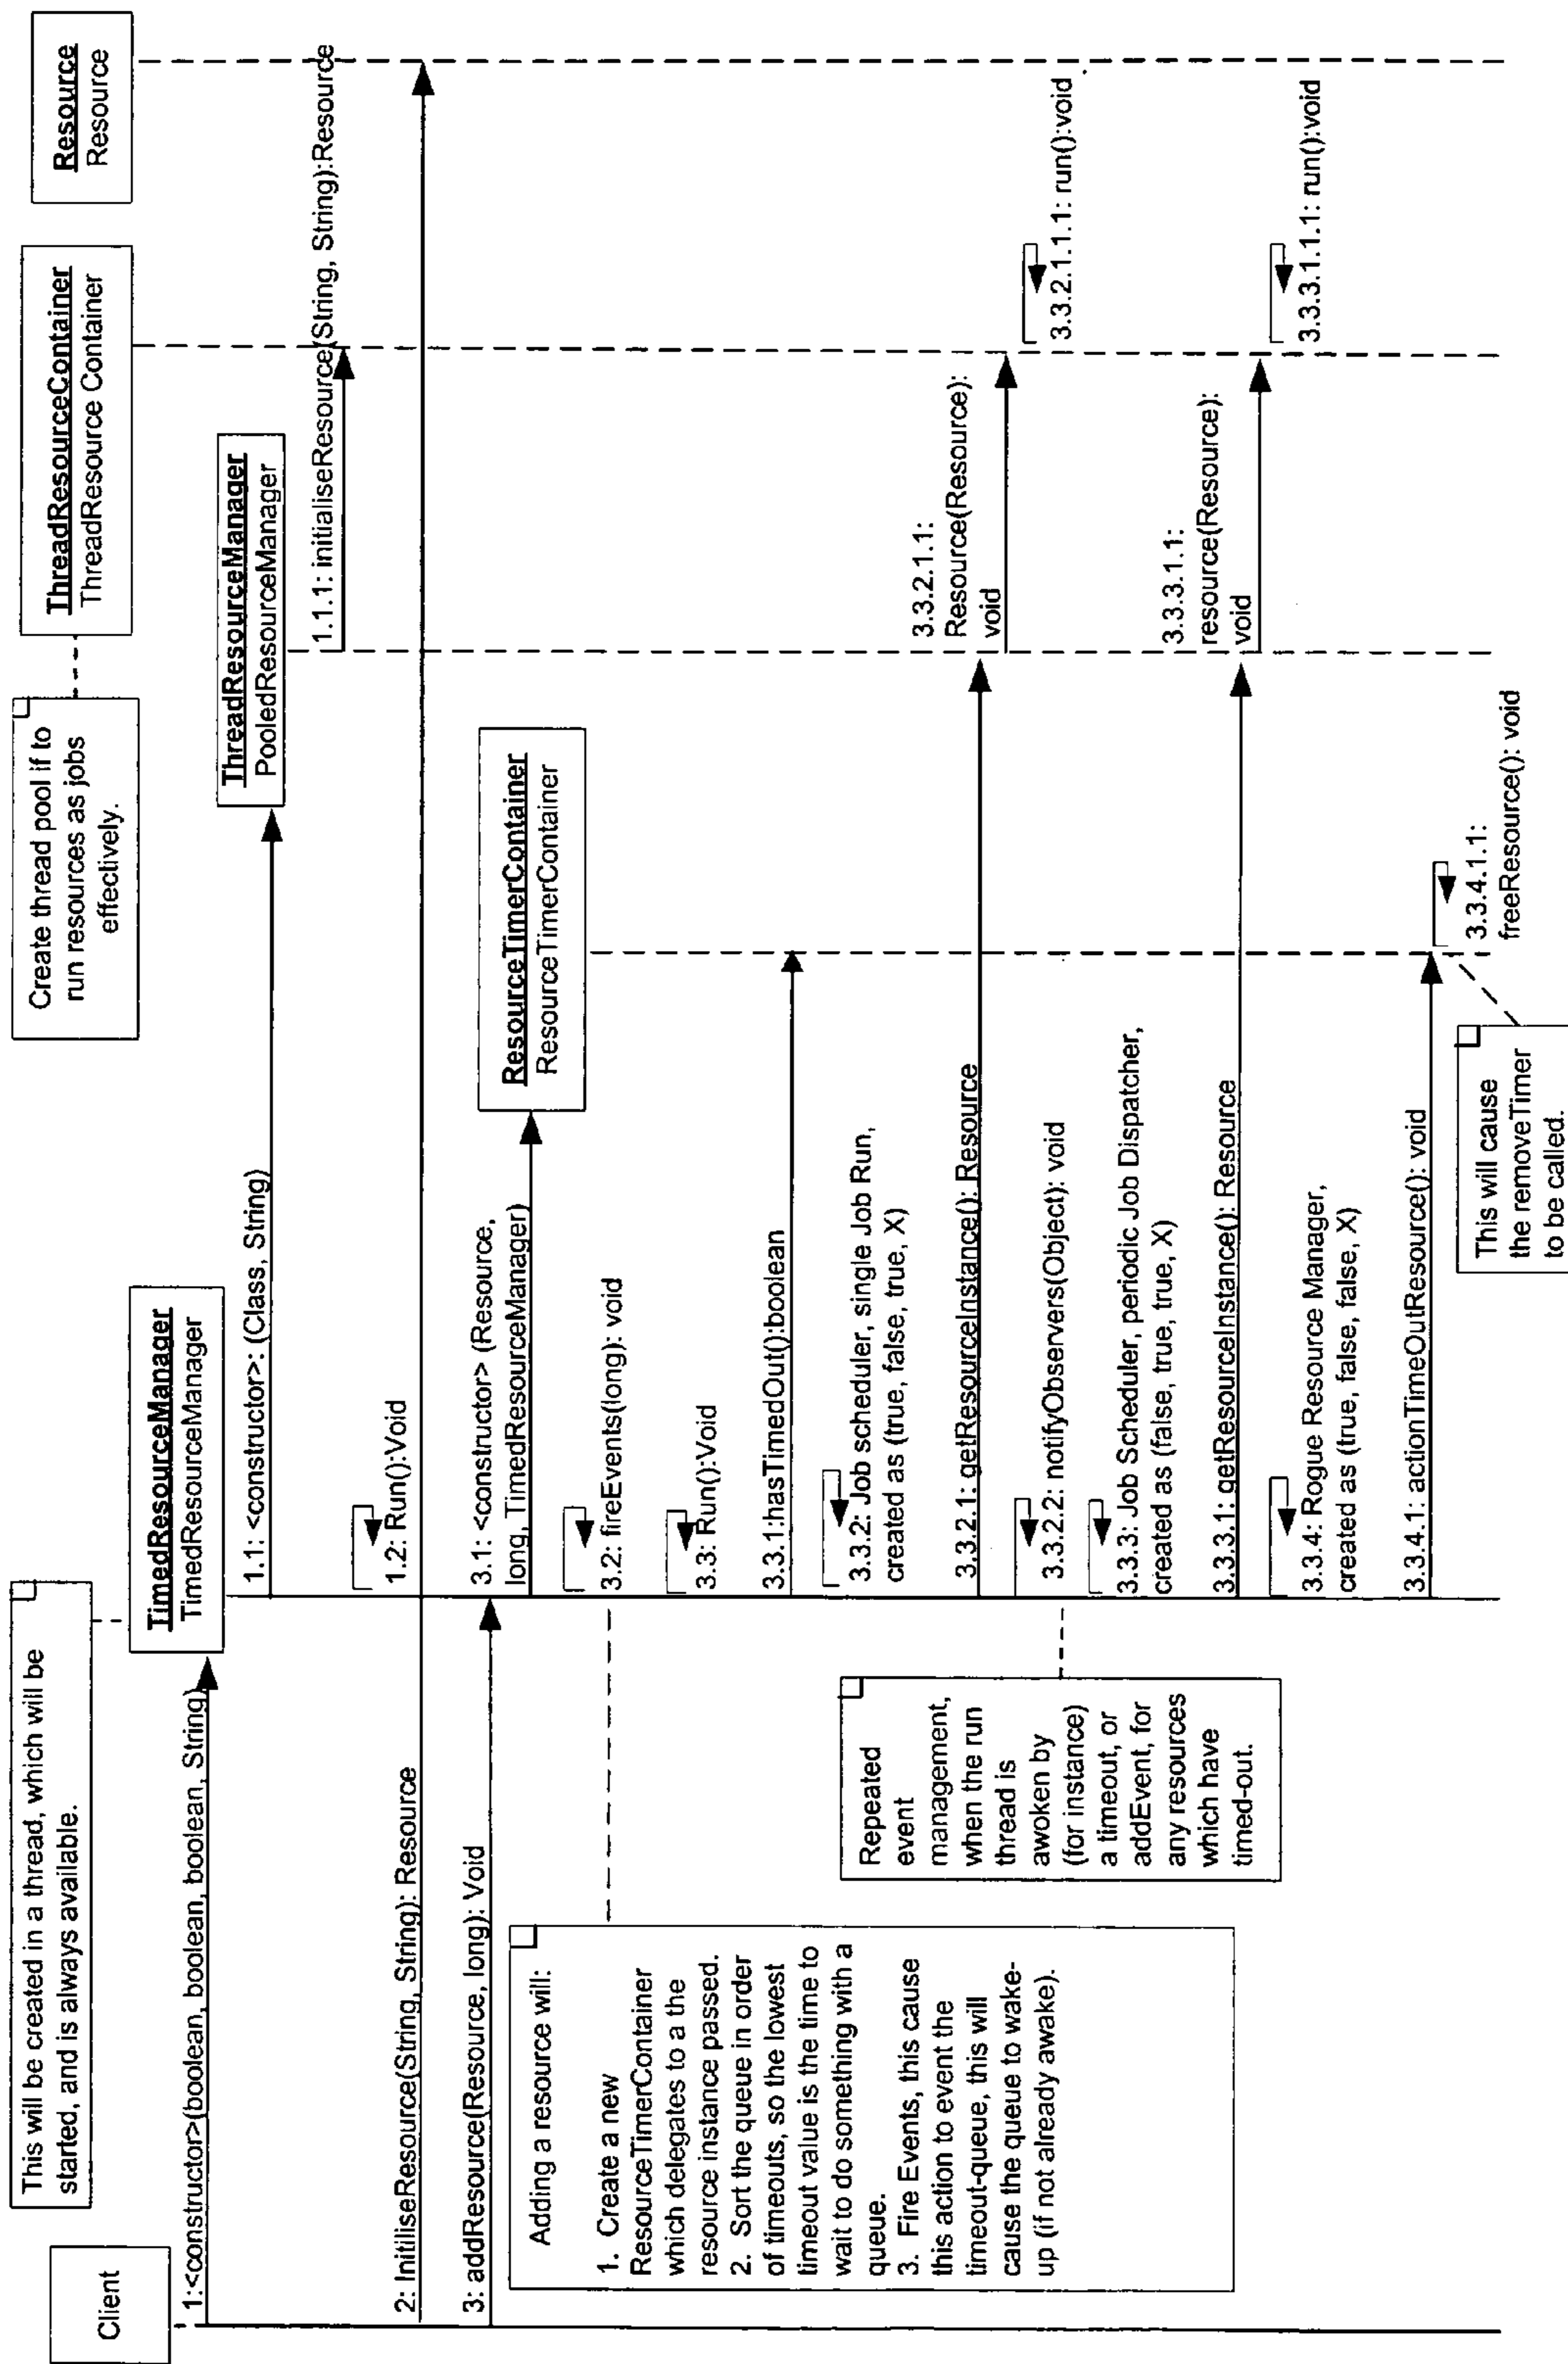 This will be created in a thread, which will be
started, and is always available.
Create thread pool if to
run resources as jobs
effectively.
Client
TimedResourceManager
TimedResourceManager
ThreadResourceManager
PooledResourceManager
ThreadResourceContainer
ThreadResource Container
Resource
Resource
1:<constructor>(boolean, boolean, boolean, String)
1.1: <constructor>: (Class, String)
1.1.1: initialiseResource(String, String):Resource
1.2: Run():Void
2: InitiliseResource(String, String): Resource
3: addResource(Resource, long): Void
3.1: <constructor> (Resource,
long, TimedResourceManager)
ResourceTimerContainer
ResourceTimerContainer
3.2: fireEvents(long): void
3.3: Run():Void
Adding a resource will:
1. Create a new
ResourceTimerContainer
which delegates to a the
resource instance passed.
2. Sort the queue in order
of timeouts, so the lowest
timeout value is the time to
wait to do something with a
queue.
3. Fire Events, this cause
this action to event the
timeout-queue, this will
cause the queue to wake-
up (if not already awake).
3.3.1:hasTimedOut():boolean
3.3.2: Job scheduler, single Job Run,
created as (true, false, true, X)
3.3.2.1: getResourceInstance(): Resource
3.3.2.1.1:
Resource(Resource):
void
3.3.2.1.1.1: run():void
3.3.2.2: notifyObservers(Object): void
Repeated
event
management,
when the run
thread is
awoken by
(for instance)
a timeout, or
addEvent, for
any resources
which have
timed-out.
3.3.3: Job Scheduler, periodic Job Dispatcher,
created as (false, true, true, X)
3.3.3.1: getResourceInstance(): Resource
3.3.3.1.1:
resource(Resource):
void
3.3.3.1.1.1: run():void
3.3.4: Rogue Resource Manager,
created as (true, false, false, X)
3.3.4.1: actionTimeOutResource(): void
3.3.4.1.1:
freeResource(): void
This will cause
the removeTimer
to be called.